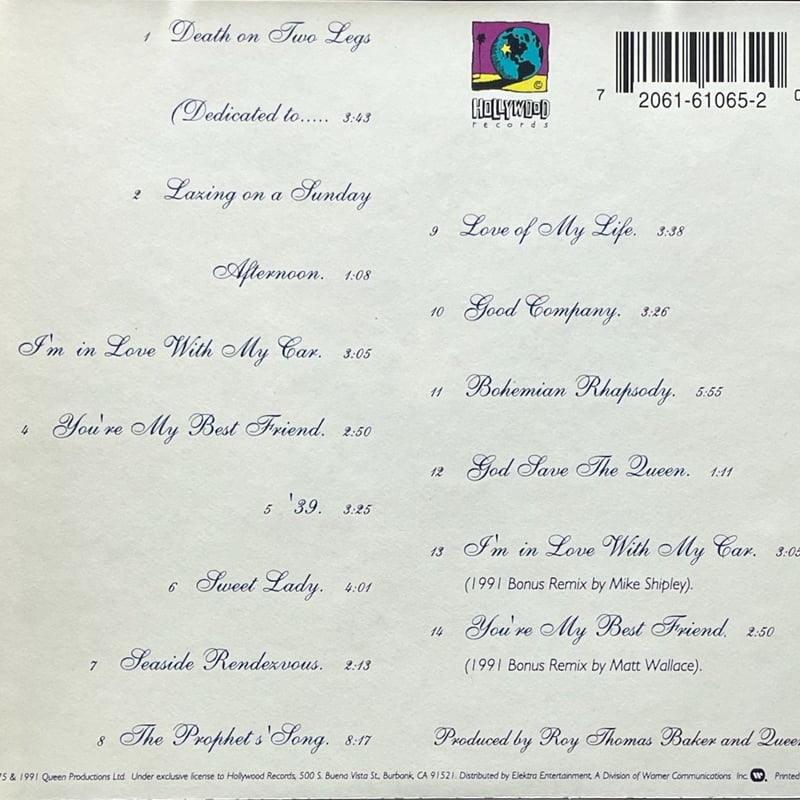 1 Death on Two Legs
(Dedicated to..... 3:43
2 Lazing on a Sunday
Afternoon. 1:08
I'm in Love With My Car. 3:05
4 You're My Best Friend. 2:50
5 '39. 3:25
6 Sweet Lady. 4:01
7 Seaside Rendezvous. 2:13
8 The Prophet's Song. 8:17
HOLLYWOOD
records
7 2061-61065-2 0
9 Love of My Life. 3:38
10 Good Company. 3:26
11 Bohemian Rhapsody. 5:55
12 God Save The Queen. 1:11
13 I'm in Love With My Car. 3:05
(1991 Bonus Remix by Mike Shipley).
14 You're My Best Friend. 2:50
(1991 Bonus Remix by Matt Wallace).
Produced by Roy Thomas Baker and Queen
75 & 1991 Queen Productions Ltd. Under exclusive license to Hollywood Records, 500 S. Buena Vista St., Burbank, CA 91521. Distributed by Elektra Entertainment, A Division of Warner Communications Inc. Printed